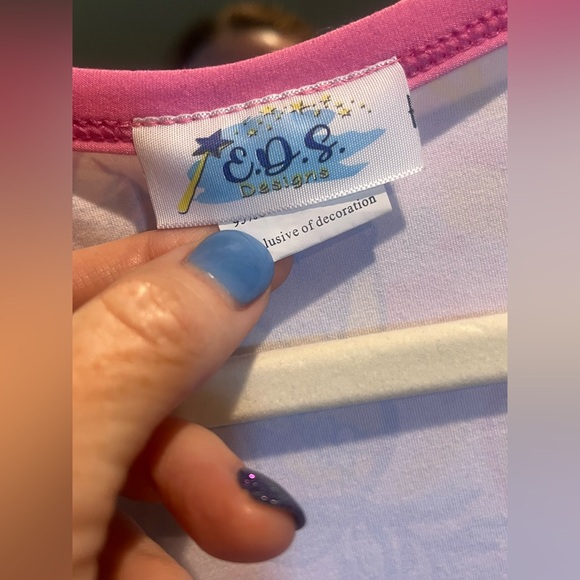 E.D.S.
Designs
lusive of decoration